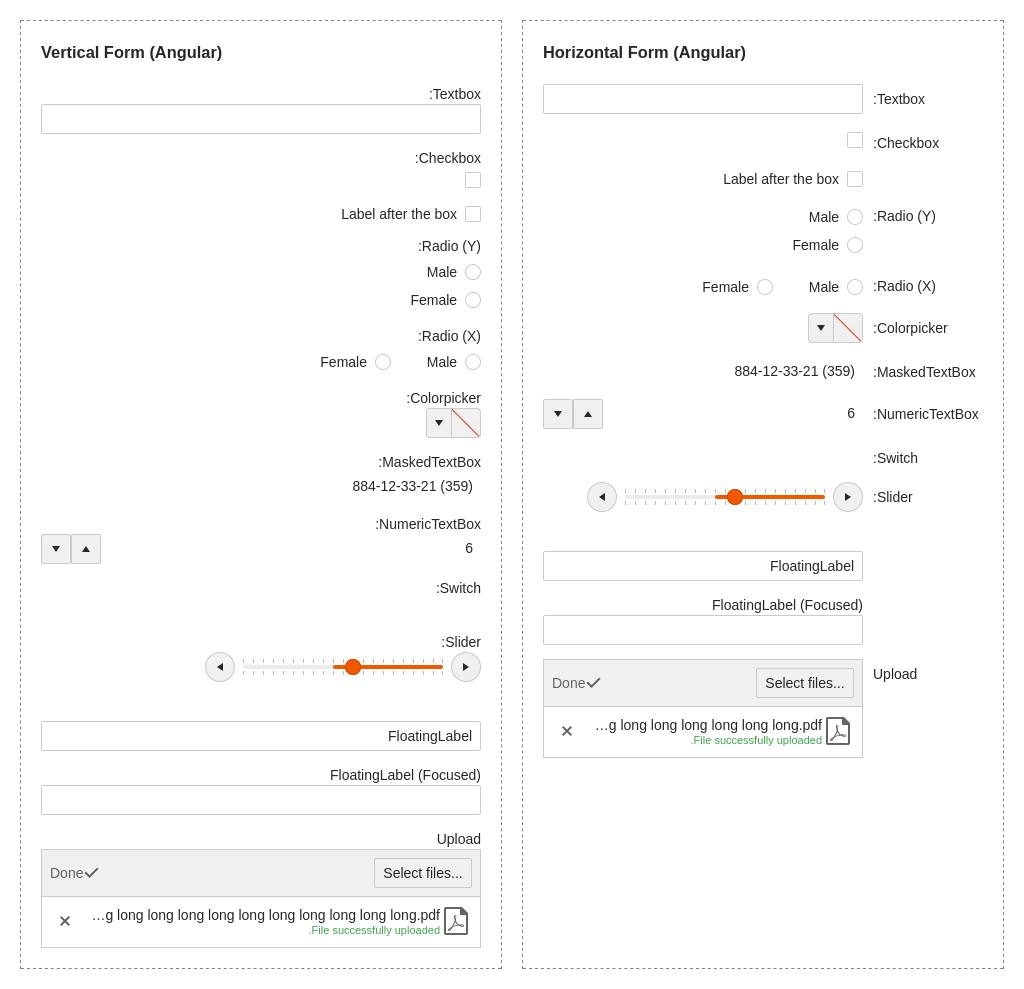 Vertical Form (Angular)
:Textbox
:Checkbox
Label after the box
:Radio (Y)
Male
Female
:Radio (X)
Female Male
:Colorpicker
:MaskedTextBox
884-12-33-21 (359)
:NumericTextBox
6
:Switch
:Slider
FloatingLabel
FloatingLabel (Focused)
Upload
Done Select files...
...g long long long long long long long long long long.pdf
.File successfully uploaded
Horizontal Form (Angular)
:Textbox
:Checkbox
Label after the box
Male :Radio (Y)
Female
Female Male :Radio (X)
:Colorpicker
884-12-33-21 (359) :MaskedTextBox
6 :NumericTextBox
:Switch
:Slider
FloatingLabel
FloatingLabel (Focused)
Upload
Done Select files...
...g long long long long long long.pdf
.File successfully uploaded